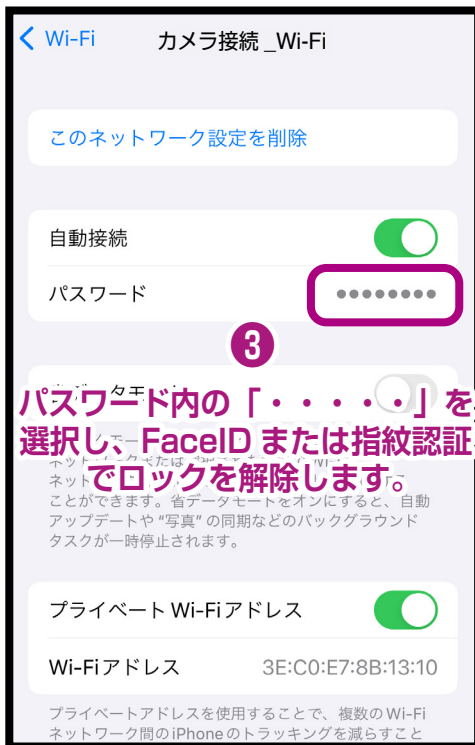 Wi-Fi カメラ接続 _Wi-Fi
このネットワーク設定を削除
自動接続
パスワード ●●●●●●●●
3
パスワード内の「・・・・・」を
選択し、FaceID または指紋認証
でロックを解除します。
ことができます。省データモードをオンにすると、自動
アップデートや “写真” の同期などのバックグラウンド
タスクが一時停止されます。
プライベート Wi-Fiアドレス
Wi-Fiアドレス 3E:C0:E7:8B:13:10
プライベートアドレスを使用することで、複数のWi-Fi
ネットワーク間のiPhoneのトラッキングを減らすこと